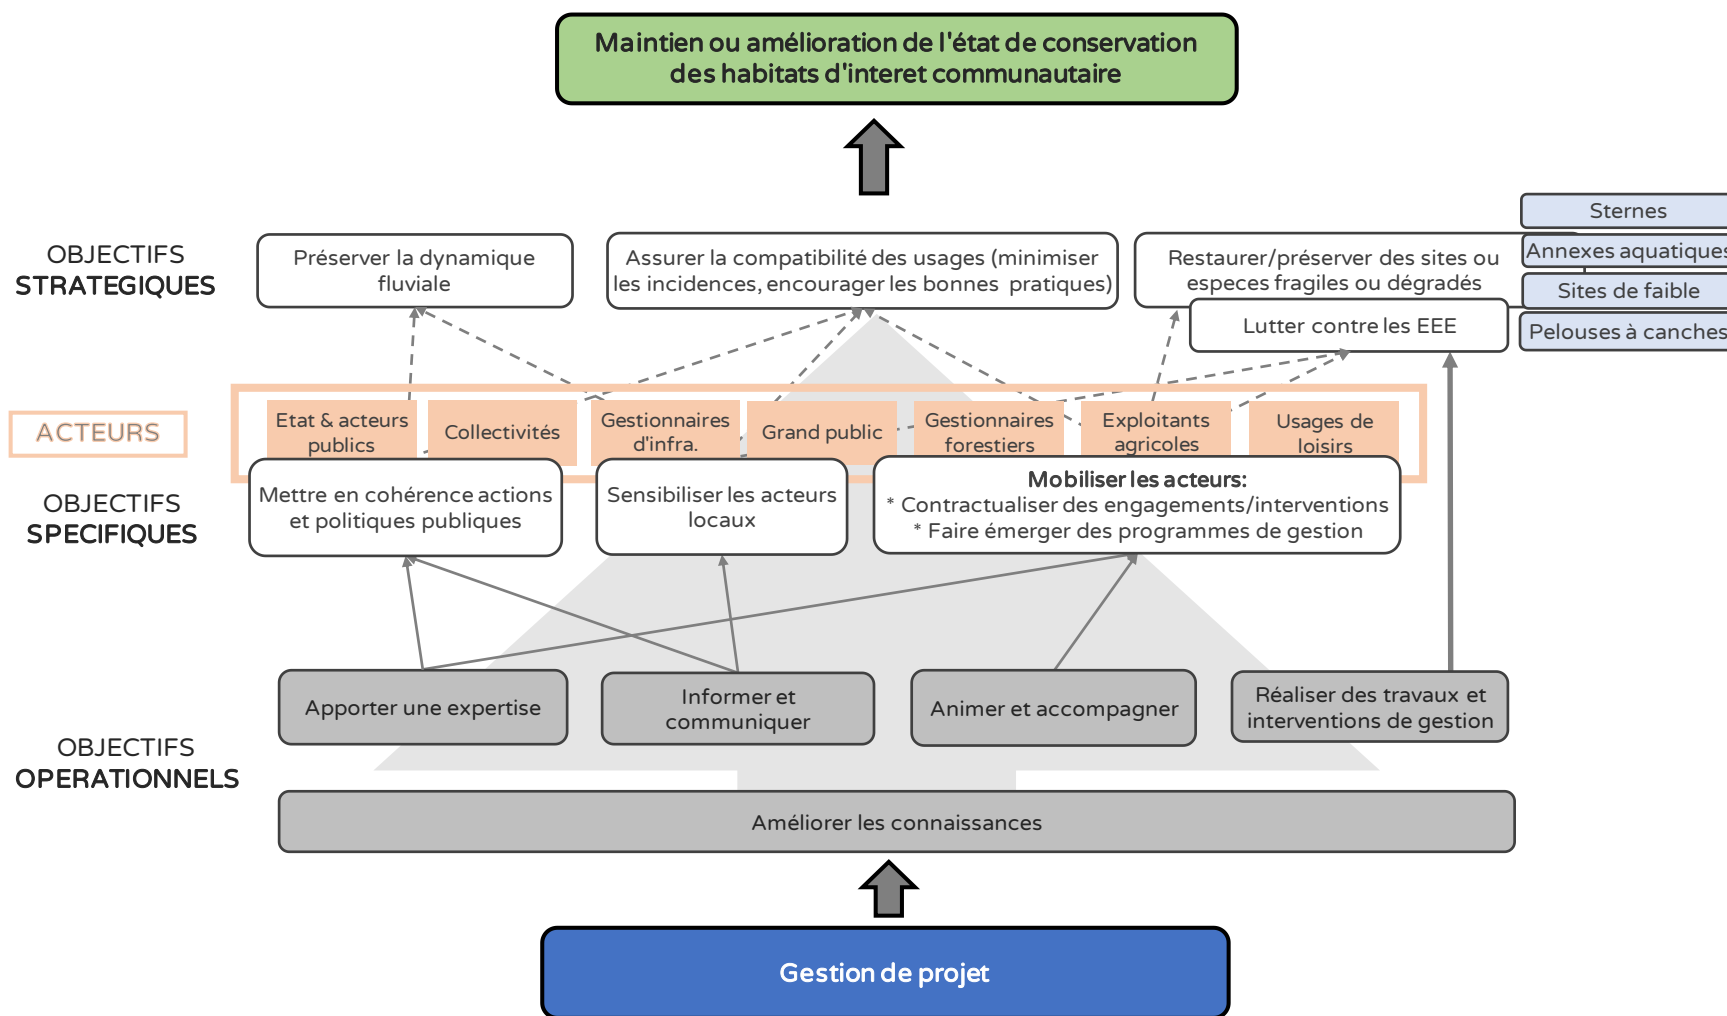 Maintien ou amélioration de l'état de conservation
des habitats d'interet communautaire
Sternes
Annexes aquatiques
Sites de faible
Pelouses à canches
OBJECTIFS
STRATEGIQUES
Préserver la dynamique
fluviale
Assurer la compatibilité des usages (minimiser
les incidences, encourager les bonnes pratiques)
Restaurer/préserver des sites ou
especes fragiles ou dégradés
Lutter contre les EEE
ACTEURS
Etat & acteurs
publics
Collectivités
Gestionnaires
d'infra.
Grand public
Gestionnaires
forestiers
Exploitants
agricoles
Usages de
loisirs
OBJECTIFS
SPECIFIQUES
Mettre en cohérence actions
et politiques publiques
Sensibiliser les acteurs
locaux
Mobiliser les acteurs:
* Contractualiser des engagements/interventions
* Faire émerger des programmes de gestion
OBJECTIFS
OPERATIONNELS
Apporter une expertise
Informer et
communiquer
Animer et accompagner
Réaliser des travaux et
interventions de gestion
Améliorer les connaissances
Gestion de projet